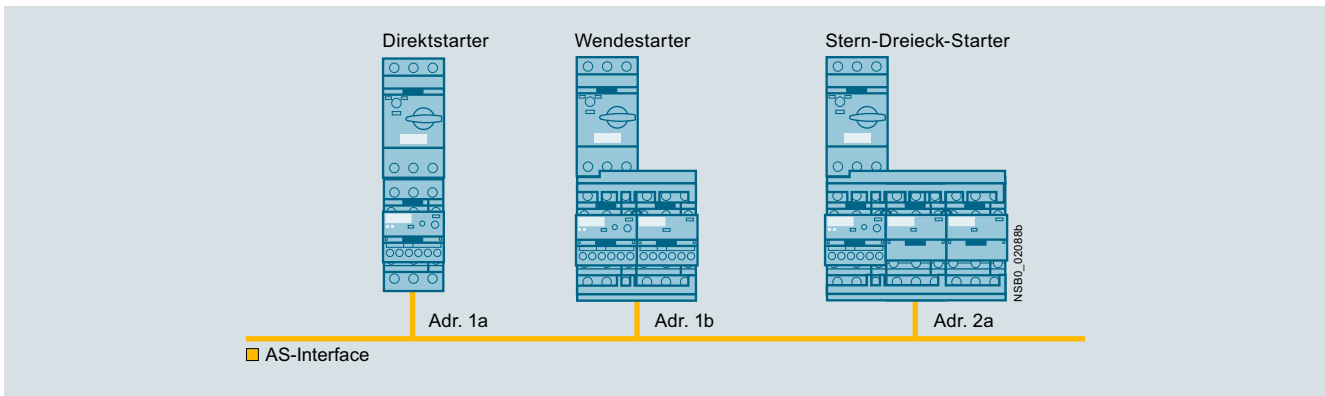 Direktstarter
Wendestarter
Stern-Dreieck-Starter
NSB0_02088b
Adr. 1a
Adr. 1b
Adr. 2a
AS-Interface